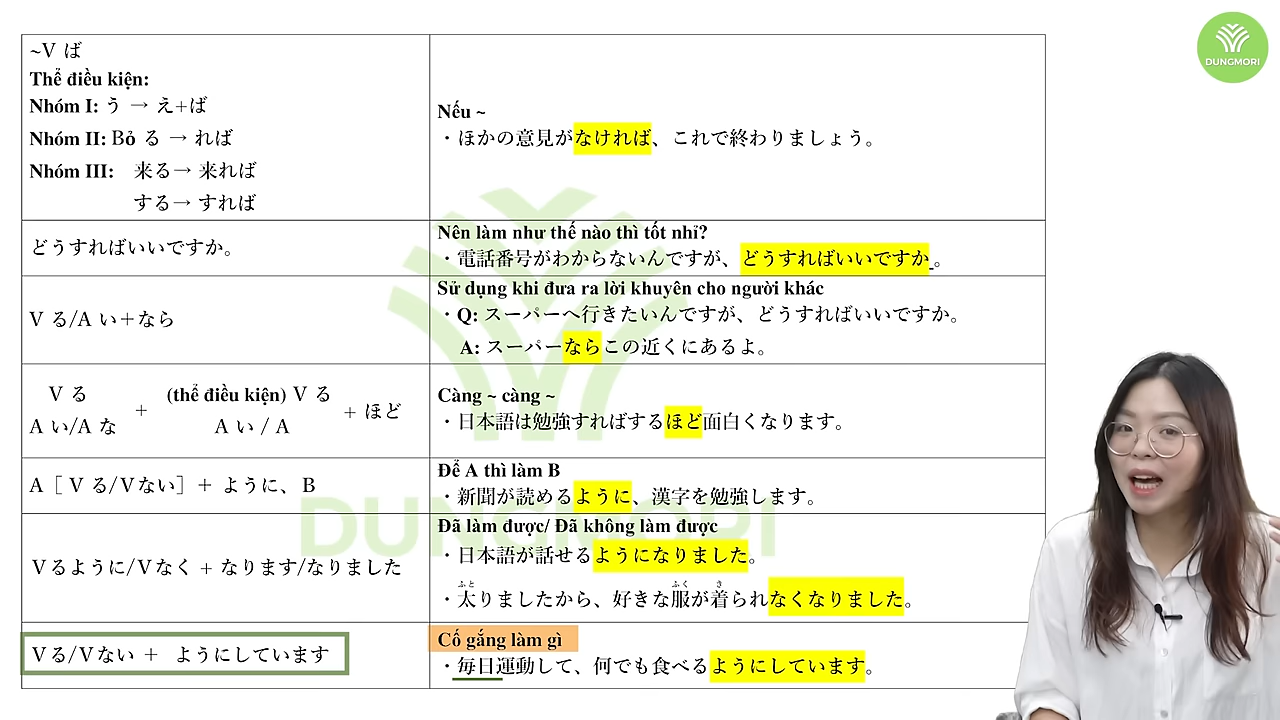 DUNGMORI
~V ば
Thể điều kiện:
Nhóm I: う → え+ば
Nhóm II: Bỏ る → れば
Nhóm III: 来る→ 来れば
する→ すれば
Nếu ~
・ほかの意見がなければ、これで終わりましょう。
どうすればいいですか。
Nên làm như thế nào thì tốt nhỉ?
・電話番号がわからないんですが、どうすればいいですか 。
V る/A い+なら
Sử dụng khi đưa ra lời khuyên cho người khác
・Q: スーパーへ行きたいんですが、どうすればいいですか。
A: スーパーならこの近くにあるよ。
V る
A い/A な
+
(thể điều kiện) V る
A い / A
+ ほど
Càng ~ càng ~
・日本語は勉強すればするほど面白くなります。
A［V る/V ない］+ ように、B
Để A thì làm B
・新聞が読めるように、漢字を勉強します。
Vるように/Vなく + なります/なりました
Đã làm được/ Đã không làm được
・日本語が話せるようになりました。
ふと ふく き
・太りましたから、好きな服が着られなくなりました。
Vる/Vない + ようにしています
Cố gắng làm gì
・毎日運動して、何でも食べるようにしています。
DUNGMORI